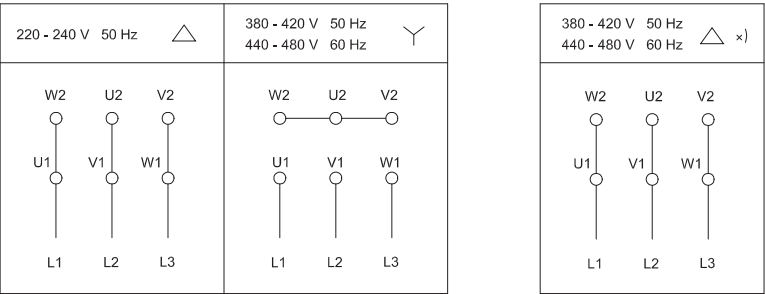 220 - 240 V 50 Hz
W2 U2 V2
U1 V1 W1
L1 L2 L3
380 - 420 V 50 Hz
440 - 480 V 60 Hz
W2 U2 V2
U1 V1 W1
L1 L2 L3
380 - 420 V 50 Hz
440 - 480 V 60 Hz
x)
W2 U2 V2
U1 V1 W1
L1 L2 L3